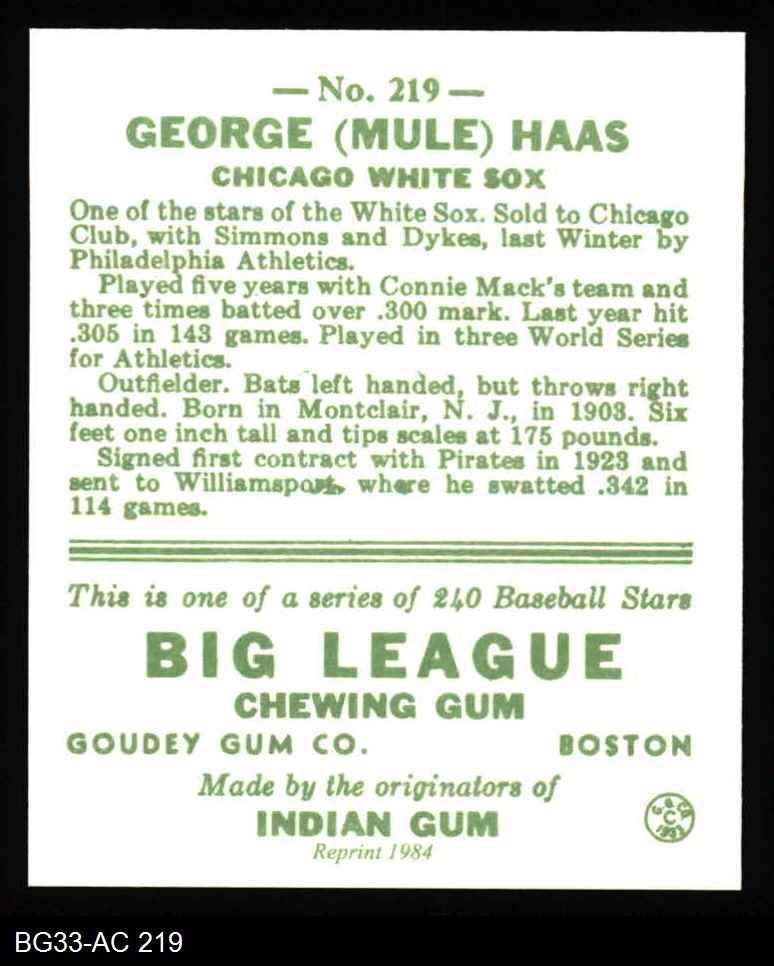 — No. 219 —
GEORGE (MULE) HAAS
CHICAGO WHITE SOX
One of the stars of the White Sox. Sold to Chicago
Club, with Simmons and Dykes, last Winter by
Philadelphia Athletics.
Played five years with Connie Mack's team and
three times batted over .300 mark. Last year hit
.305 in 143 games. Played in three World Series
for Athletics.
Outfielder. Bats left handed, but throws right
handed. Born in Montclair, N. J., in 1903. Six
feet one inch tall and tips scales at 175 pounds.
Signed first contract with Pirates in 1923 and
sent to Williamsport, where he swatted .342 in
114 games.
This is one of a series of 240 Baseball Stars
BIG LEAGUE
CHEWING GUM
GOUDEY GUM CO. BOSTON
Made by the originators of
INDIAN GUM
Reprint 1984
C
1933
BG33-AC 219